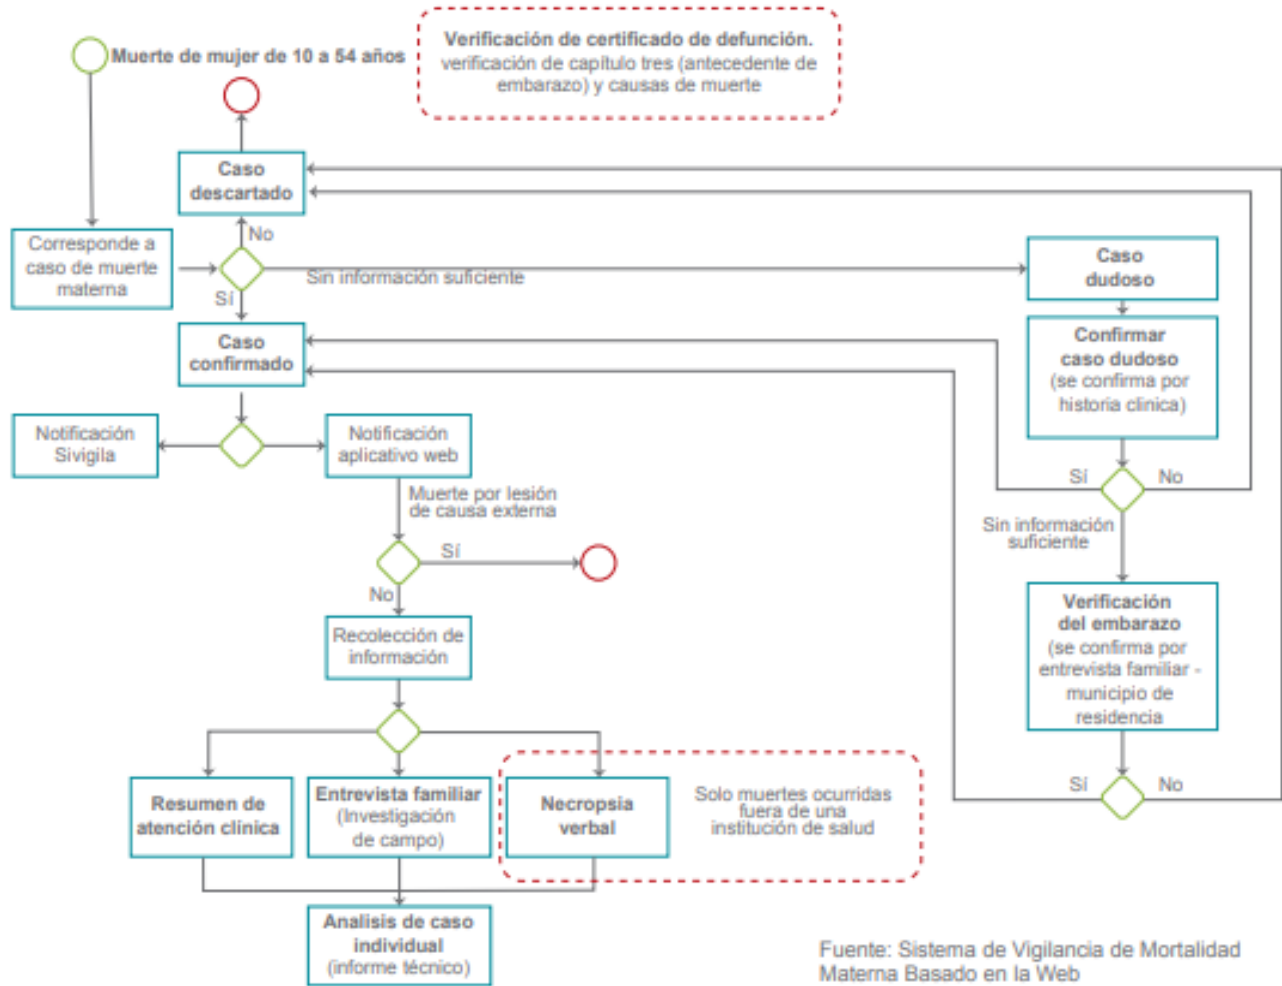 Muerte de mujer de 10 a 54 años
Verificación de certificado de defunción.
verificación de capítulo tres (antecedente de
embarazo) y causas de muerte
Caso
descartado
No
Corresponde a
caso de muerte
materna
Sin información suficiente
Sí
Caso
dudoso
Caso
confirmado
Confirmar
caso dudoso
(se confirma por
historia clinica)
Notificación
Sivigila
Notificación
aplicativo web
Sí
No
Muerte por lesión
de causa externa
Sin información
suficiente
Sí
No
Verificación
del embarazo
(se confirma por
entrevista familiar -
municipio de
residencia
Recolección de
información
Sí
No
Resumen de
atención clínica
Entrevista familiar
(Investigación
de campo)
Necropsia
verbal
Solo muertes ocurridas
fuera de una
institución de salud
Analisis de caso
individual
(informe técnico)
Fuente: Sistema de Vigilancia de Mortalidad
Materna Basado en la Web